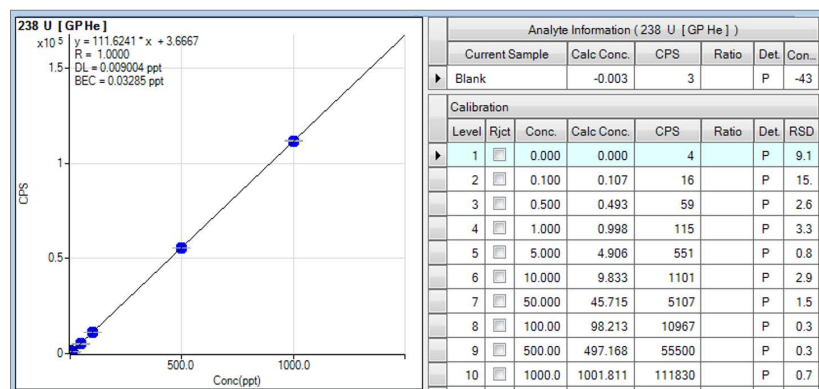 238 U [GPHe]
x10 5
y = 111.6241 * x + 3.6667
R = 1.0000
DL = 0.009004 ppt
BEC = 0.03285 ppt
1.5
1
0.5
0
CPS
500.0 1000.0
Conc(ppt)
Analyte Information ( 238 U [GP He] )
Current Sample Calc Conc. CPS Ratio Det. Con...
Blank -0.003 3 P -43
Calibration
Level Rjct Conc. Calc Conc. CPS Ratio Det. RSD
1 0.000 0.000 4 P 9.1
2 0.100 0.107 16 P 15.
3 0.500 0.493 59 P 2.6
4 1.000 0.998 115 P 3.3
5 5.000 4.906 551 P 0.8
6 10.000 9.833 1101 P 2.9
7 50.000 45.715 5107 P 1.5
8 100.00 98.213 10967 P 0.3
9 500.00 497.168 55500 P 0.3
10 1000.0 1001.811 111830 P 0.7